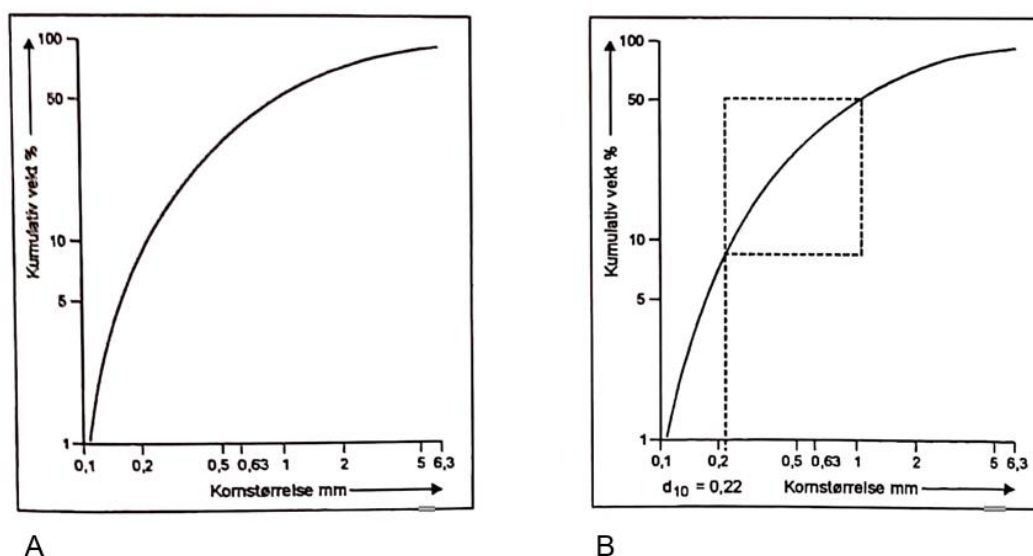 100
50
10
5
1
Kumulativ vekt %
0,1 0,2 0,5 0,63 1 2 5 6,3
Kornstørrelse mm
A
100
50
10
5
1
Kumulativ vekt %
0,1 0,2 0,5 0,63 1 2 5 6,3
d10 = 0,22 Kornstørrelse mm
B